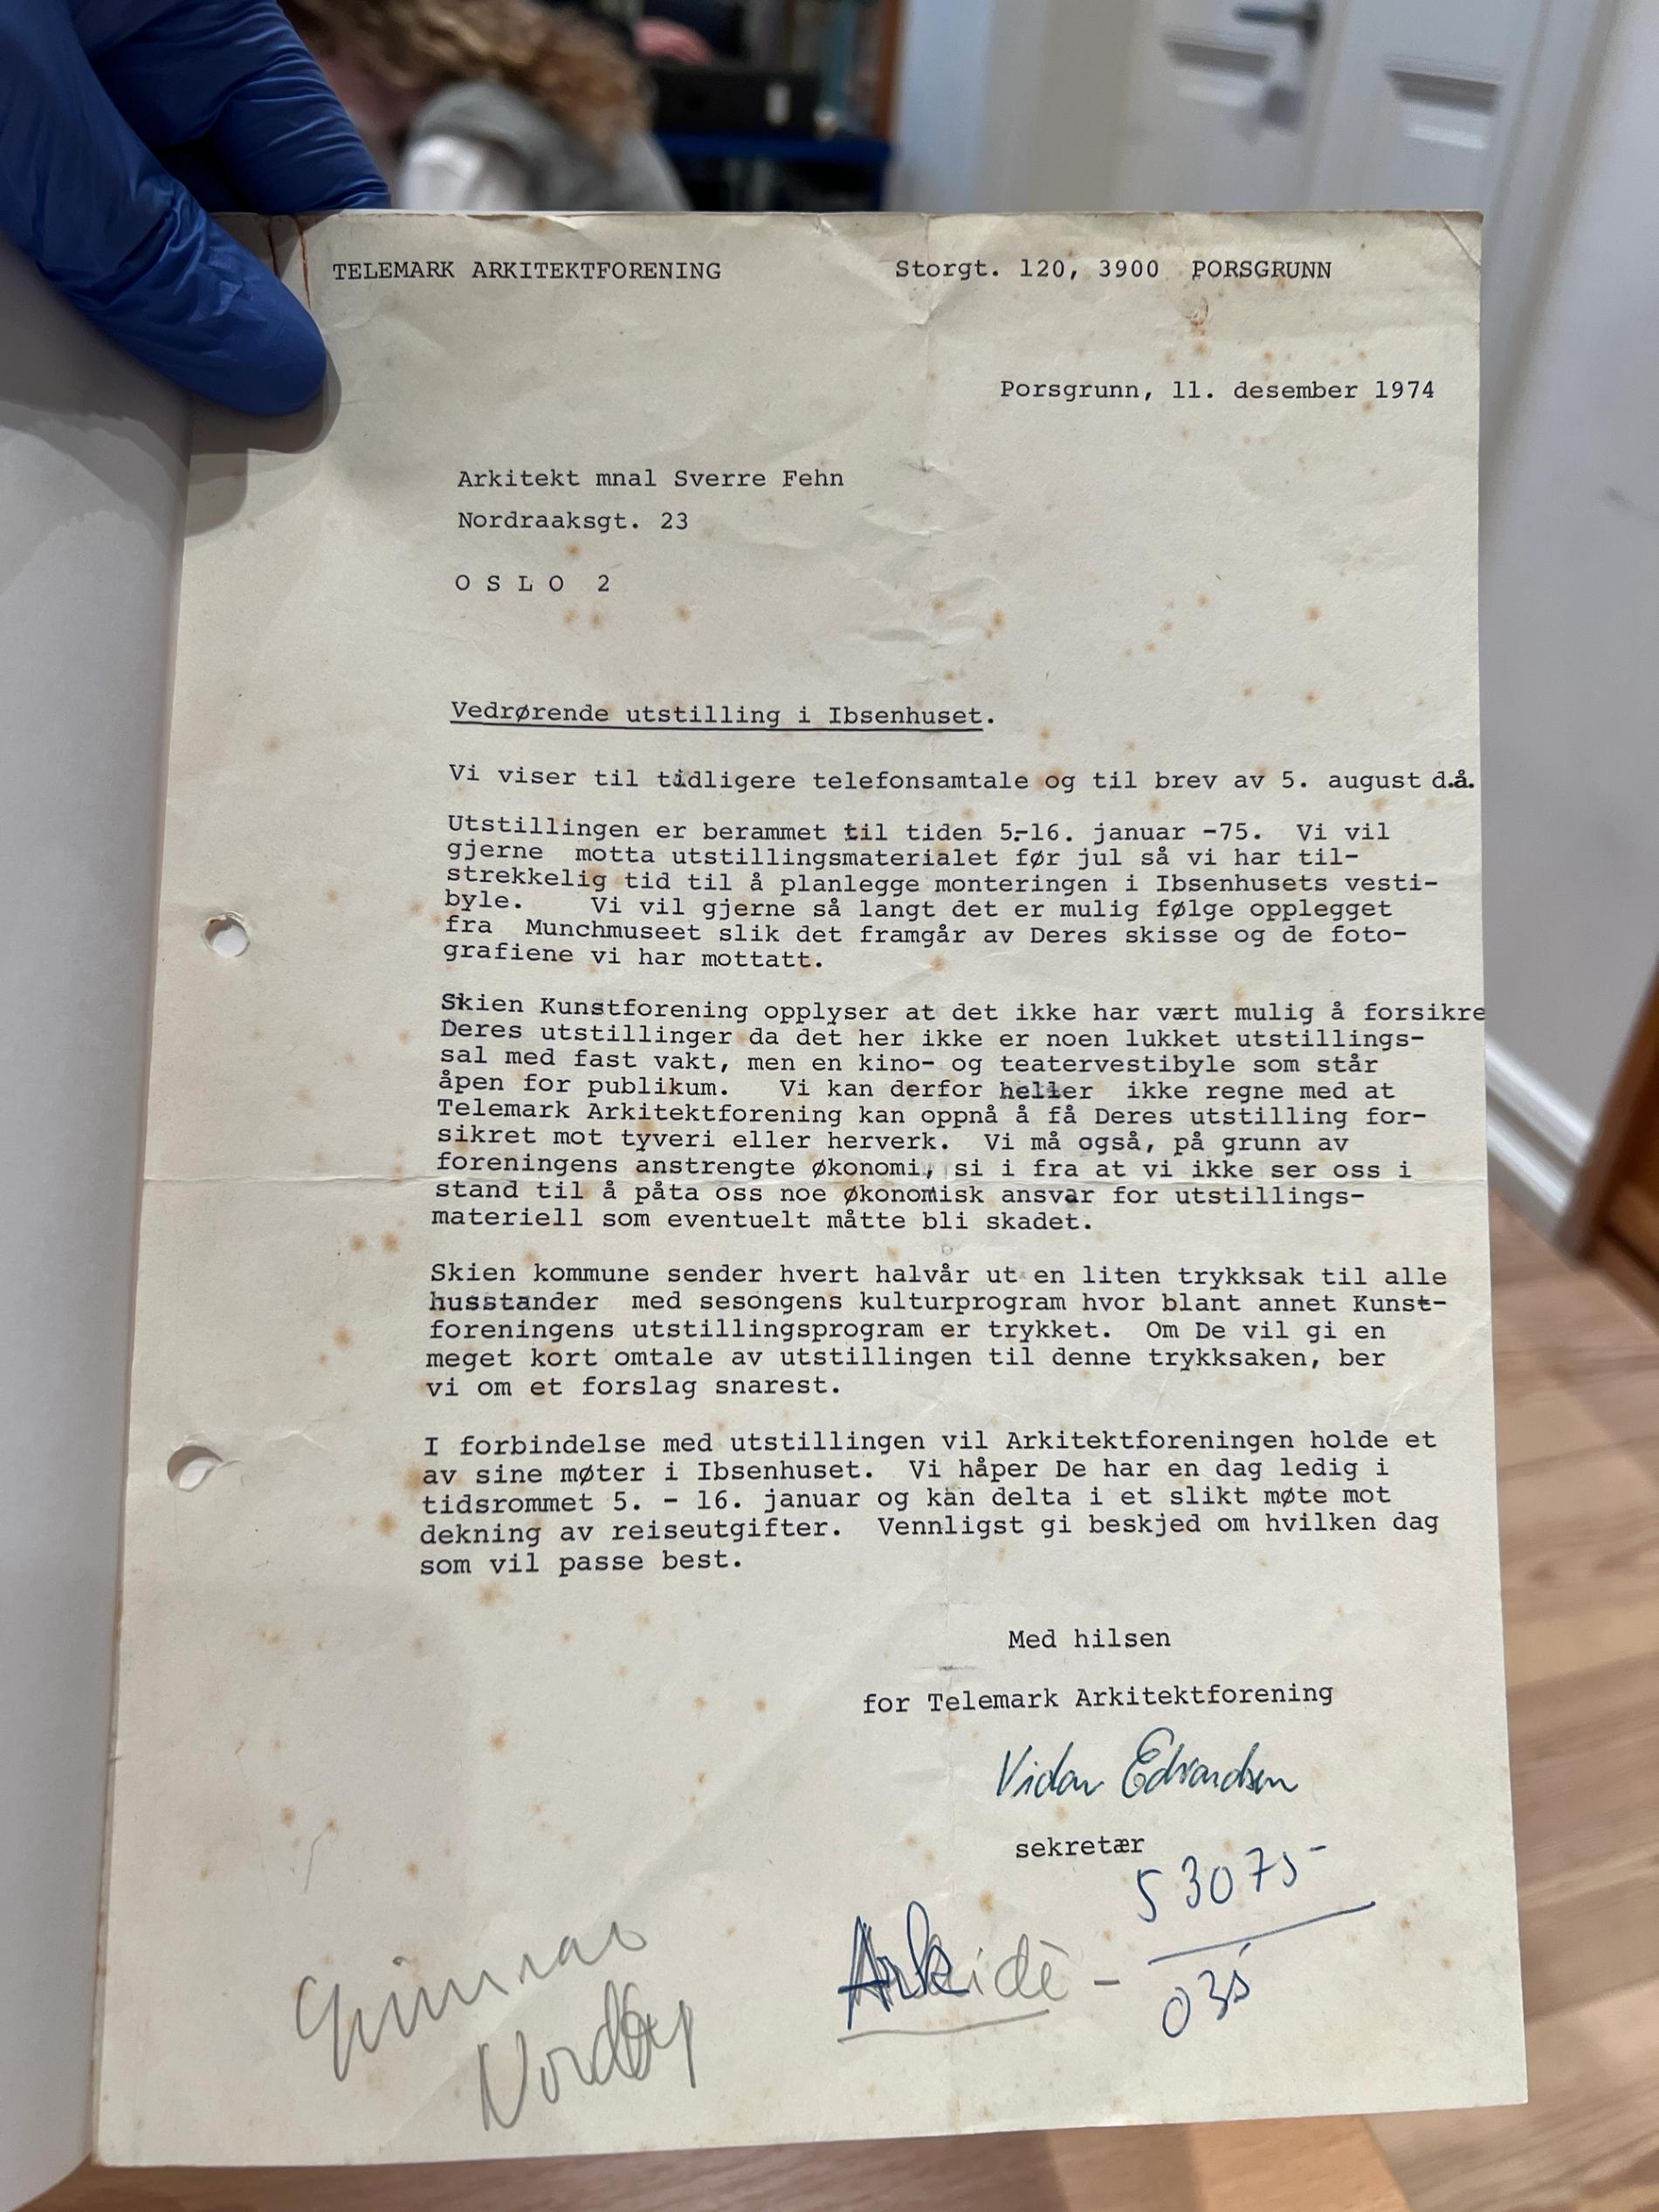 TELEMARK ARKITEKTFORENING Storgt. 120, 3900 PORSGRUNN
Porsgrunn, 11. desember 1974
Arkitekt mnal Sverre Fehn
Nordraaksgt. 23
O S L O 2
Vedrørende utstilling i Ibsenhuset.
Vi viser til tidligere telefonsamtale og til brev av 5. august d.å.
Utstillingen er berammet til tiden 5.-16. januar -75. Vi vil
gjerne motta utstillingsmaterialet før jul så vi har til-
strekkelig tid til å planlegge monteringen i Ibsenhusets vesti-
byle. Vi vil gjerne så langt det er mulig følge opplegget
fra Munchmuseet slik det framgår av Deres skisse og de foto-
grafiene vi har mottatt.
Skien Kunstforening opplyser at det ikke har vært mulig å forsikre
Deres utstillinger da det her ikke er noen lukket utstillings-
sal med fast vakt, men en kino- og teatervestibyle som står
åpen for publikum. Vi kan derfor heller ikke regne med at
Telemark Arkitektforening kan oppnå å få Deres utstilling for-
sikret mot tyveri eller herverk. Vi må også, på grunn av
foreningens anstrengte økonomi, si i fra at vi ikke ser oss i
stand til å påta oss noe økonomisk ansvar for utstillings-
materiell som eventuelt måtte bli skadet.
Skien kommune sender hvert halvår ut en liten trykksak til alle
husstander med sesongens kulturprogram hvor blant annet Kunst-
foreningens utstillingsprogram er trykket. Om De vil gi en
meget kort omtale av utstillingen til denne trykksaken, ber
vi om et forslag snarest.
I forbindelse med utstillingen vil Arkitektforeningen holde et
av sine møter i Ibsenhuset. Vi håper De har en dag ledig i
tidsrommet 5. - 16. januar og kan delta i et slikt møte mot
dekning av reiseutgifter. Vennligst gi beskjed om hvilken dag
som vil passe best.
Med hilsen
for Telemark Arkitektforening
Vidar Edvardsen
sekretær
53075-
Arkidè - 035
Nordby